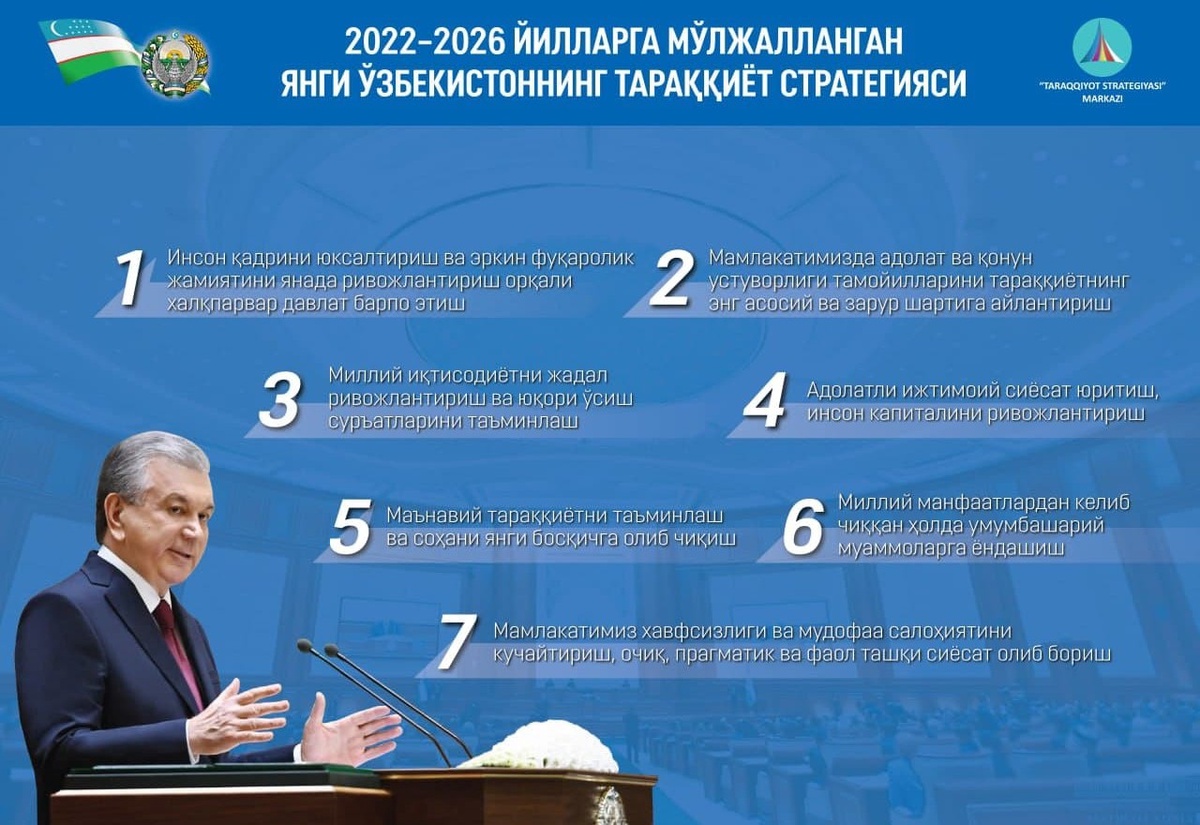 2022–2026 ЙИЛЛАРГА МЎЛЖАЛЛАНГАН
ЯНГИ ЎЗБЕКИСТОННИНГ ТАРАҚҚИЁТ СТРАТЕГИЯСИ
"TARAQQIYOT STRATEGIYASI"
MARKAZI
1
Инсон қадрини юксалтириш ва эркин фуқаролик
жамиятини янада ривожлантириш орқали
халқпарвар давлат барпо этиш
2
Мамлакатимизда адолат ва қонун
устуворлиги тамойилларини тараққиётнинг
энг асосий ва зарур шартига айлантириш
3
Миллий иқтисодиётни жадал
ривожлантириш ва юқори ўсиш
суръатларини таъминлаш
4
Адолатли ижтимоий сиёсат юритиш,
инсон капиталини ривожлантириш
5
Маънавий тараққиётни таъминлаш
ва соҳани янги босқичга олиб чиқиш
6
Миллий манфаатлардан келиб
чиққан ҳолда умумбашарий
муаммоларга ёндашиш
7
Мамлакатимиз хавфсизлиги ва мудофаа салоҳиятини
кучайтириш, очиқ, прагматик ва фаол ташқи сиёсат олиб бориш